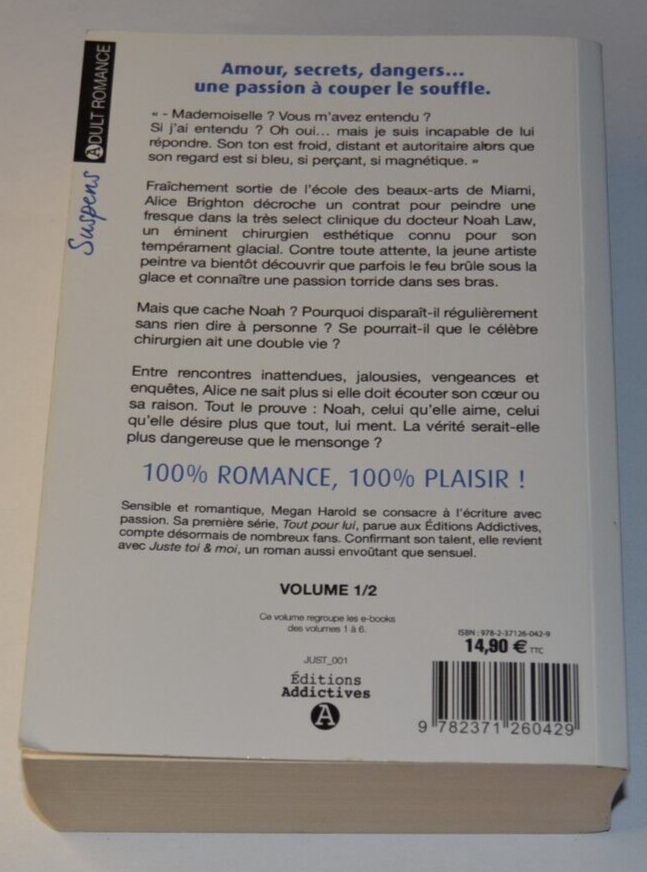 ADULT ROMANCE
Suspens
Amour, secrets, dangers...
une passion à couper le souffle.
« - Mademoiselle ? Vous m'avez entendu ?
Si j'ai entendu ? Oh oui... mais je suis incapable de lui
répondre. Son ton est froid, distant et autoritaire alors que
son regard est si bleu, si perçant, si magnétique. »
Fraîchement sortie de l'école des beaux-arts de Miami,
Alice Brighton décroche un contrat pour peindre une
fresque dans la très select clinique du docteur Noah Law,
un éminent chirurgien esthétique connu pour son
tempérament glacial. Contre toute attente, la jeune artiste
peintre va bientôt découvrir que parfois le feu brûle sous la
glace et connaître une passion torride dans ses bras.
Mais que cache Noah ? Pourquoi disparaît-il régulièrement
sans rien dire à personne ? Se pourrait-il que le célèbre
chirurgien ait une double vie ?
Entre rencontres inattendues, jalousies, vengeances et
enquêtes, Alice ne sait plus si elle doit écouter son cœur ou
sa raison. Tout le prouve : Noah, celui qu'elle aime, celui
qu'elle désire plus que tout, lui ment. La vérité serait-elle
plus dangereuse que le mensonge ?
100% ROMANCE, 100% PLAISIR !
Sensible et romantique, Megan Harold se consacre à l'écriture avec
passion. Sa première série, Tout pour lui, parue aux Éditions Addictives,
compte désormais de nombreux fans. Confirmant son talent, elle revient
avec Juste toi & moi, un roman aussi envoûtant que sensuel.
VOLUME 1/2
Ce volume regroupe les e-books
des volumes 1 à 6.
JUST_001
Éditions
Addictives
A
ISBN : 978-2-37126-042-9
14,90 € TTC
9 782371 260429